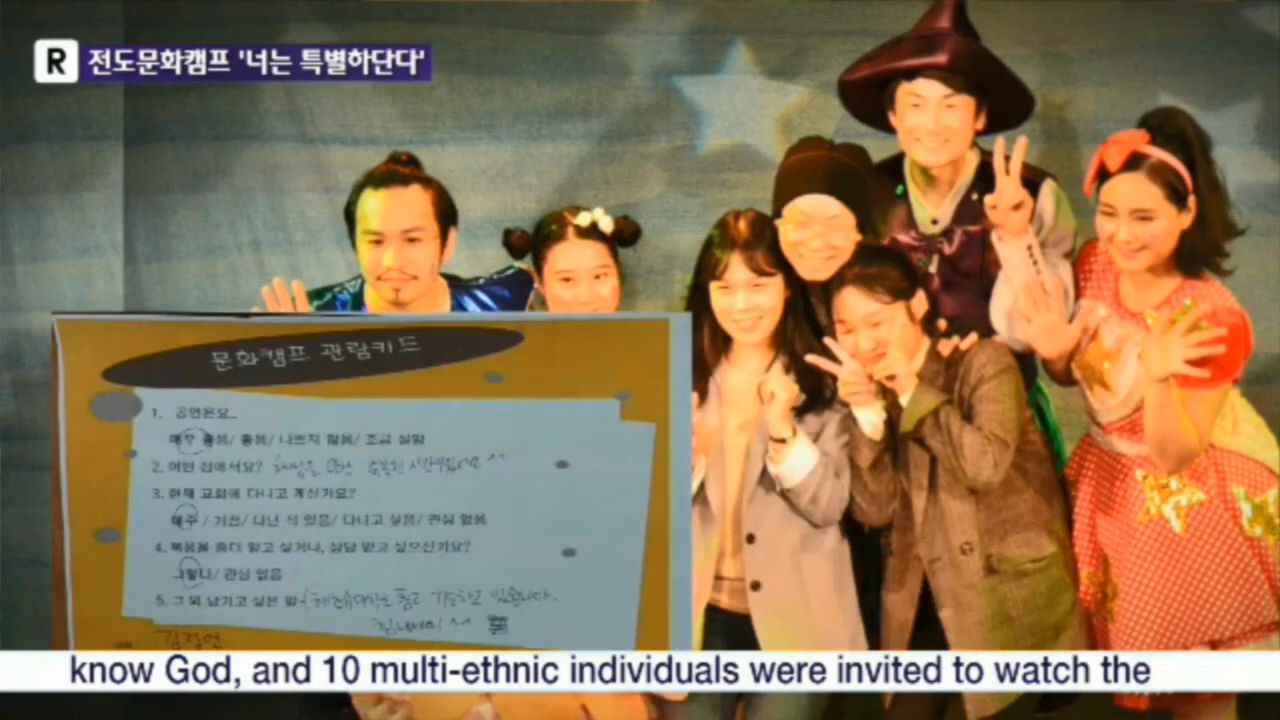 R 전도문화캠프 '너는 특별하단다'
문화캠프 관람카드
1. 공연은요..
매우 좋음/ 좋음/ 나쁘지 않음/ 조금 실망
2. 어떤 점에서요?
3. 현재 교회에 다니고 계신가요?
매주 / 가끔/ 다닌 적 있음/ 다니고 싶음/ 관심 없음
4. 복음을 좀더 알고 싶거나, 상담 받고 싶으신가요?
그렇다/ 관심 없음
5. 그 외 남기고 싶은 말
know God, and 10 multi-ethnic individuals were invited to watch the